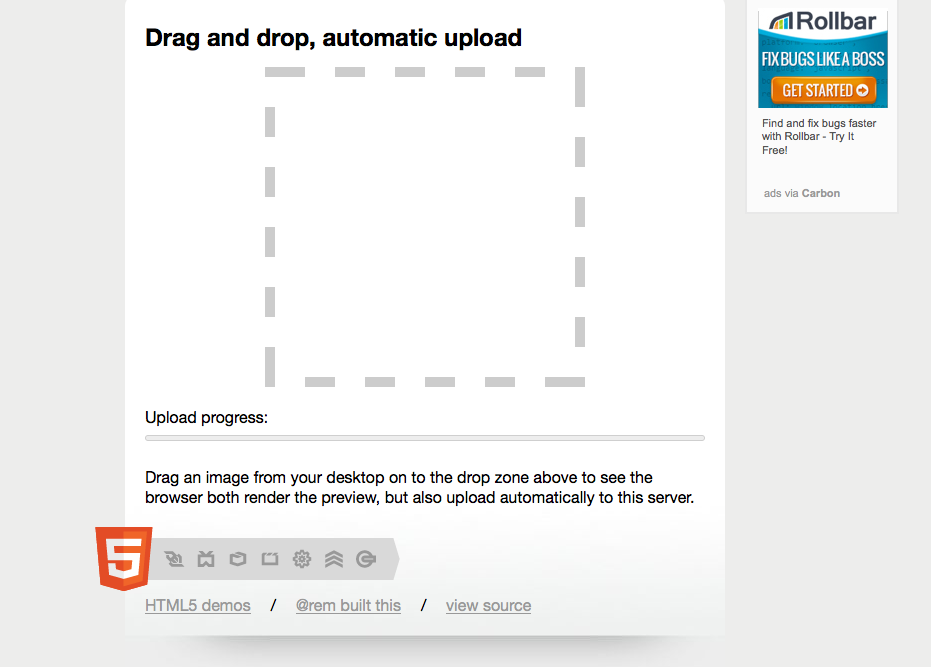 Drag and drop, automatic upload
Upload progress:
Drag an image from your desktop on to the drop zone above to see the
browser both render the preview, but also upload automatically to this server.
5
HTML5 demos / @rem built this / view source
Rollbar
FIX BUGS LIKE A BOSS
GET STARTED
Find and fix bugs faster
with Rollbar - Try It
Free!
ads via Carbon